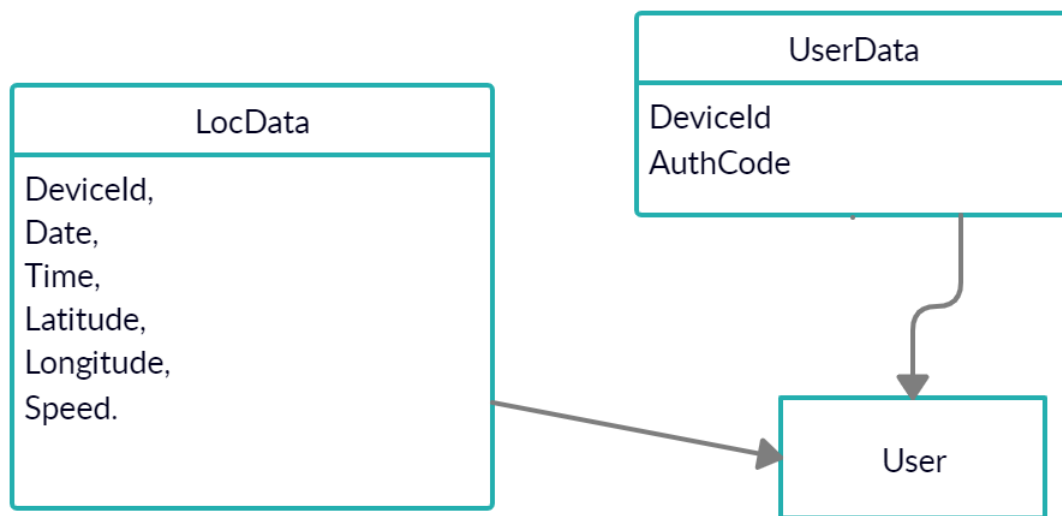 UserData
DeviceId
AuthCode
LocData
DeviceId,
Date,
Time,
Latitude,
Longitude,
Speed.
User